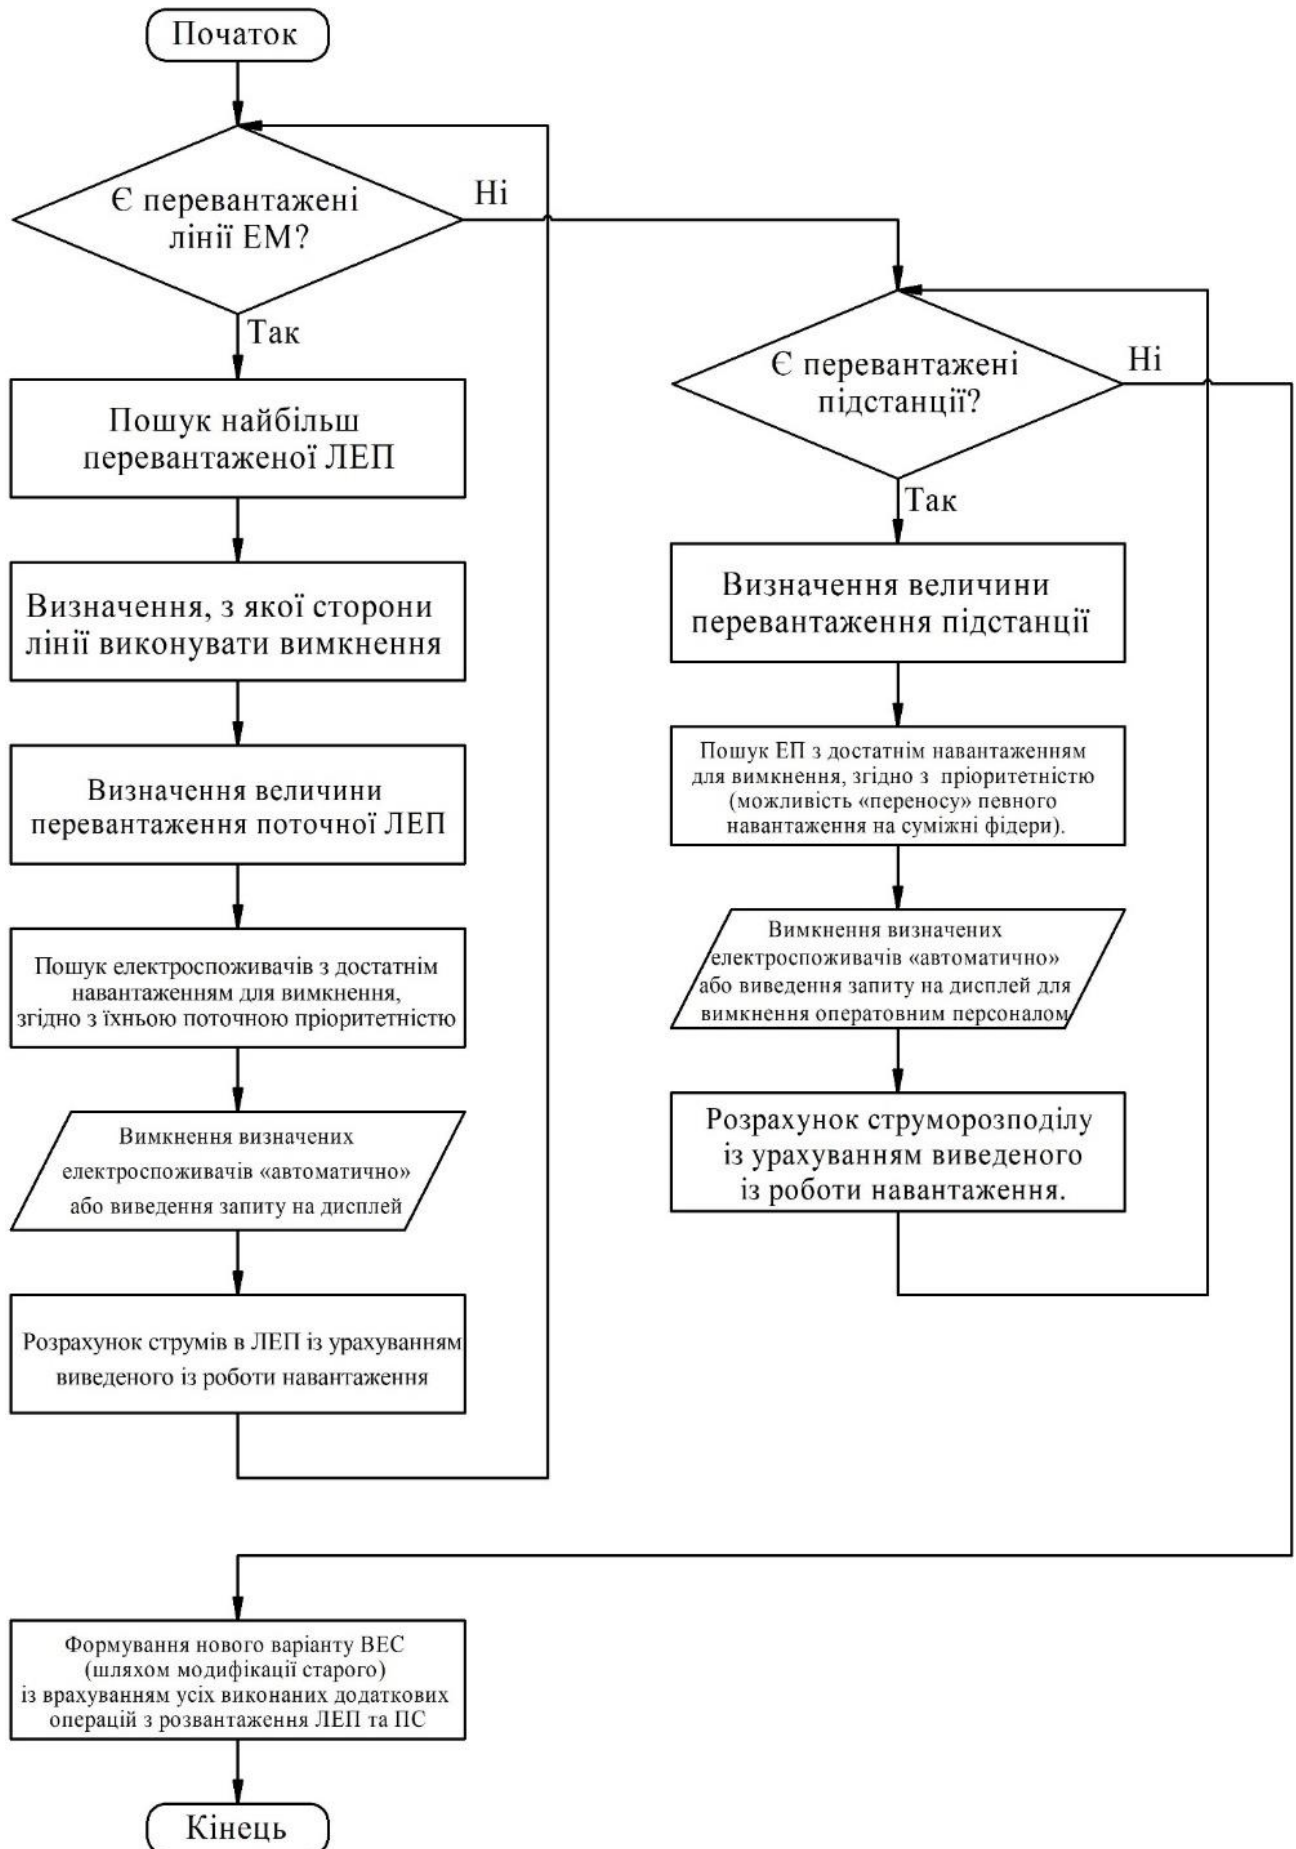 Початок
Є перевантажені
лінії ЕМ?
Ні
Так
Пошук найбільш
перевантаженої ЛЕП
Визначення, з якої сторони
лінії виконувати вимкнення
Визначення величини
перевантаження поточної ЛЕП
Пошук електроспоживачів з достатнім
навантаженням для вимкнення,
згідно з їхньою поточною пріоритетністю
Вимкнення визначених
електроспоживачів «автоматично»
або виведення запиту на дисплей
Розрахунок струмів в ЛЕП із урахуванням
виведеного із роботи навантаження
Є перевантажені
підстанції?
Ні
Так
Визначення величини
перевантаження підстанції
Пошук ЕП з достатнім навантаженням
для вимкнення, згідно з пріоритетністю
(можливість «переносу» певного
навантаження на суміжні фідери).
Вимкнення визначених
електроспоживачів «автоматично»
або виведення запиту на дисплей для
вимкнення оператовним персоналом
Розрахунок струморозподілу
із урахуванням виведеного
із роботи навантаження.
Формування нового варіанту ВЕС
(шляхом модифікації старого)
із врахуванням усіх виконаних додаткових
операцій з розвантаження ЛЕП та ПС
Кінець